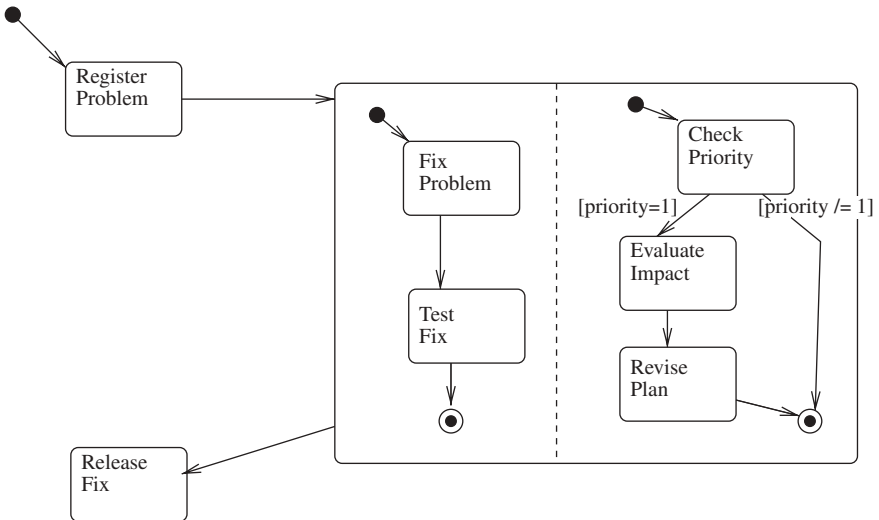 Register
Problem
Fix
Problem
Test
Fix
Check
Priority
[priority=1]
[priority /= 1]
Evaluate
Impact
Revise
Plan
Release
Fix